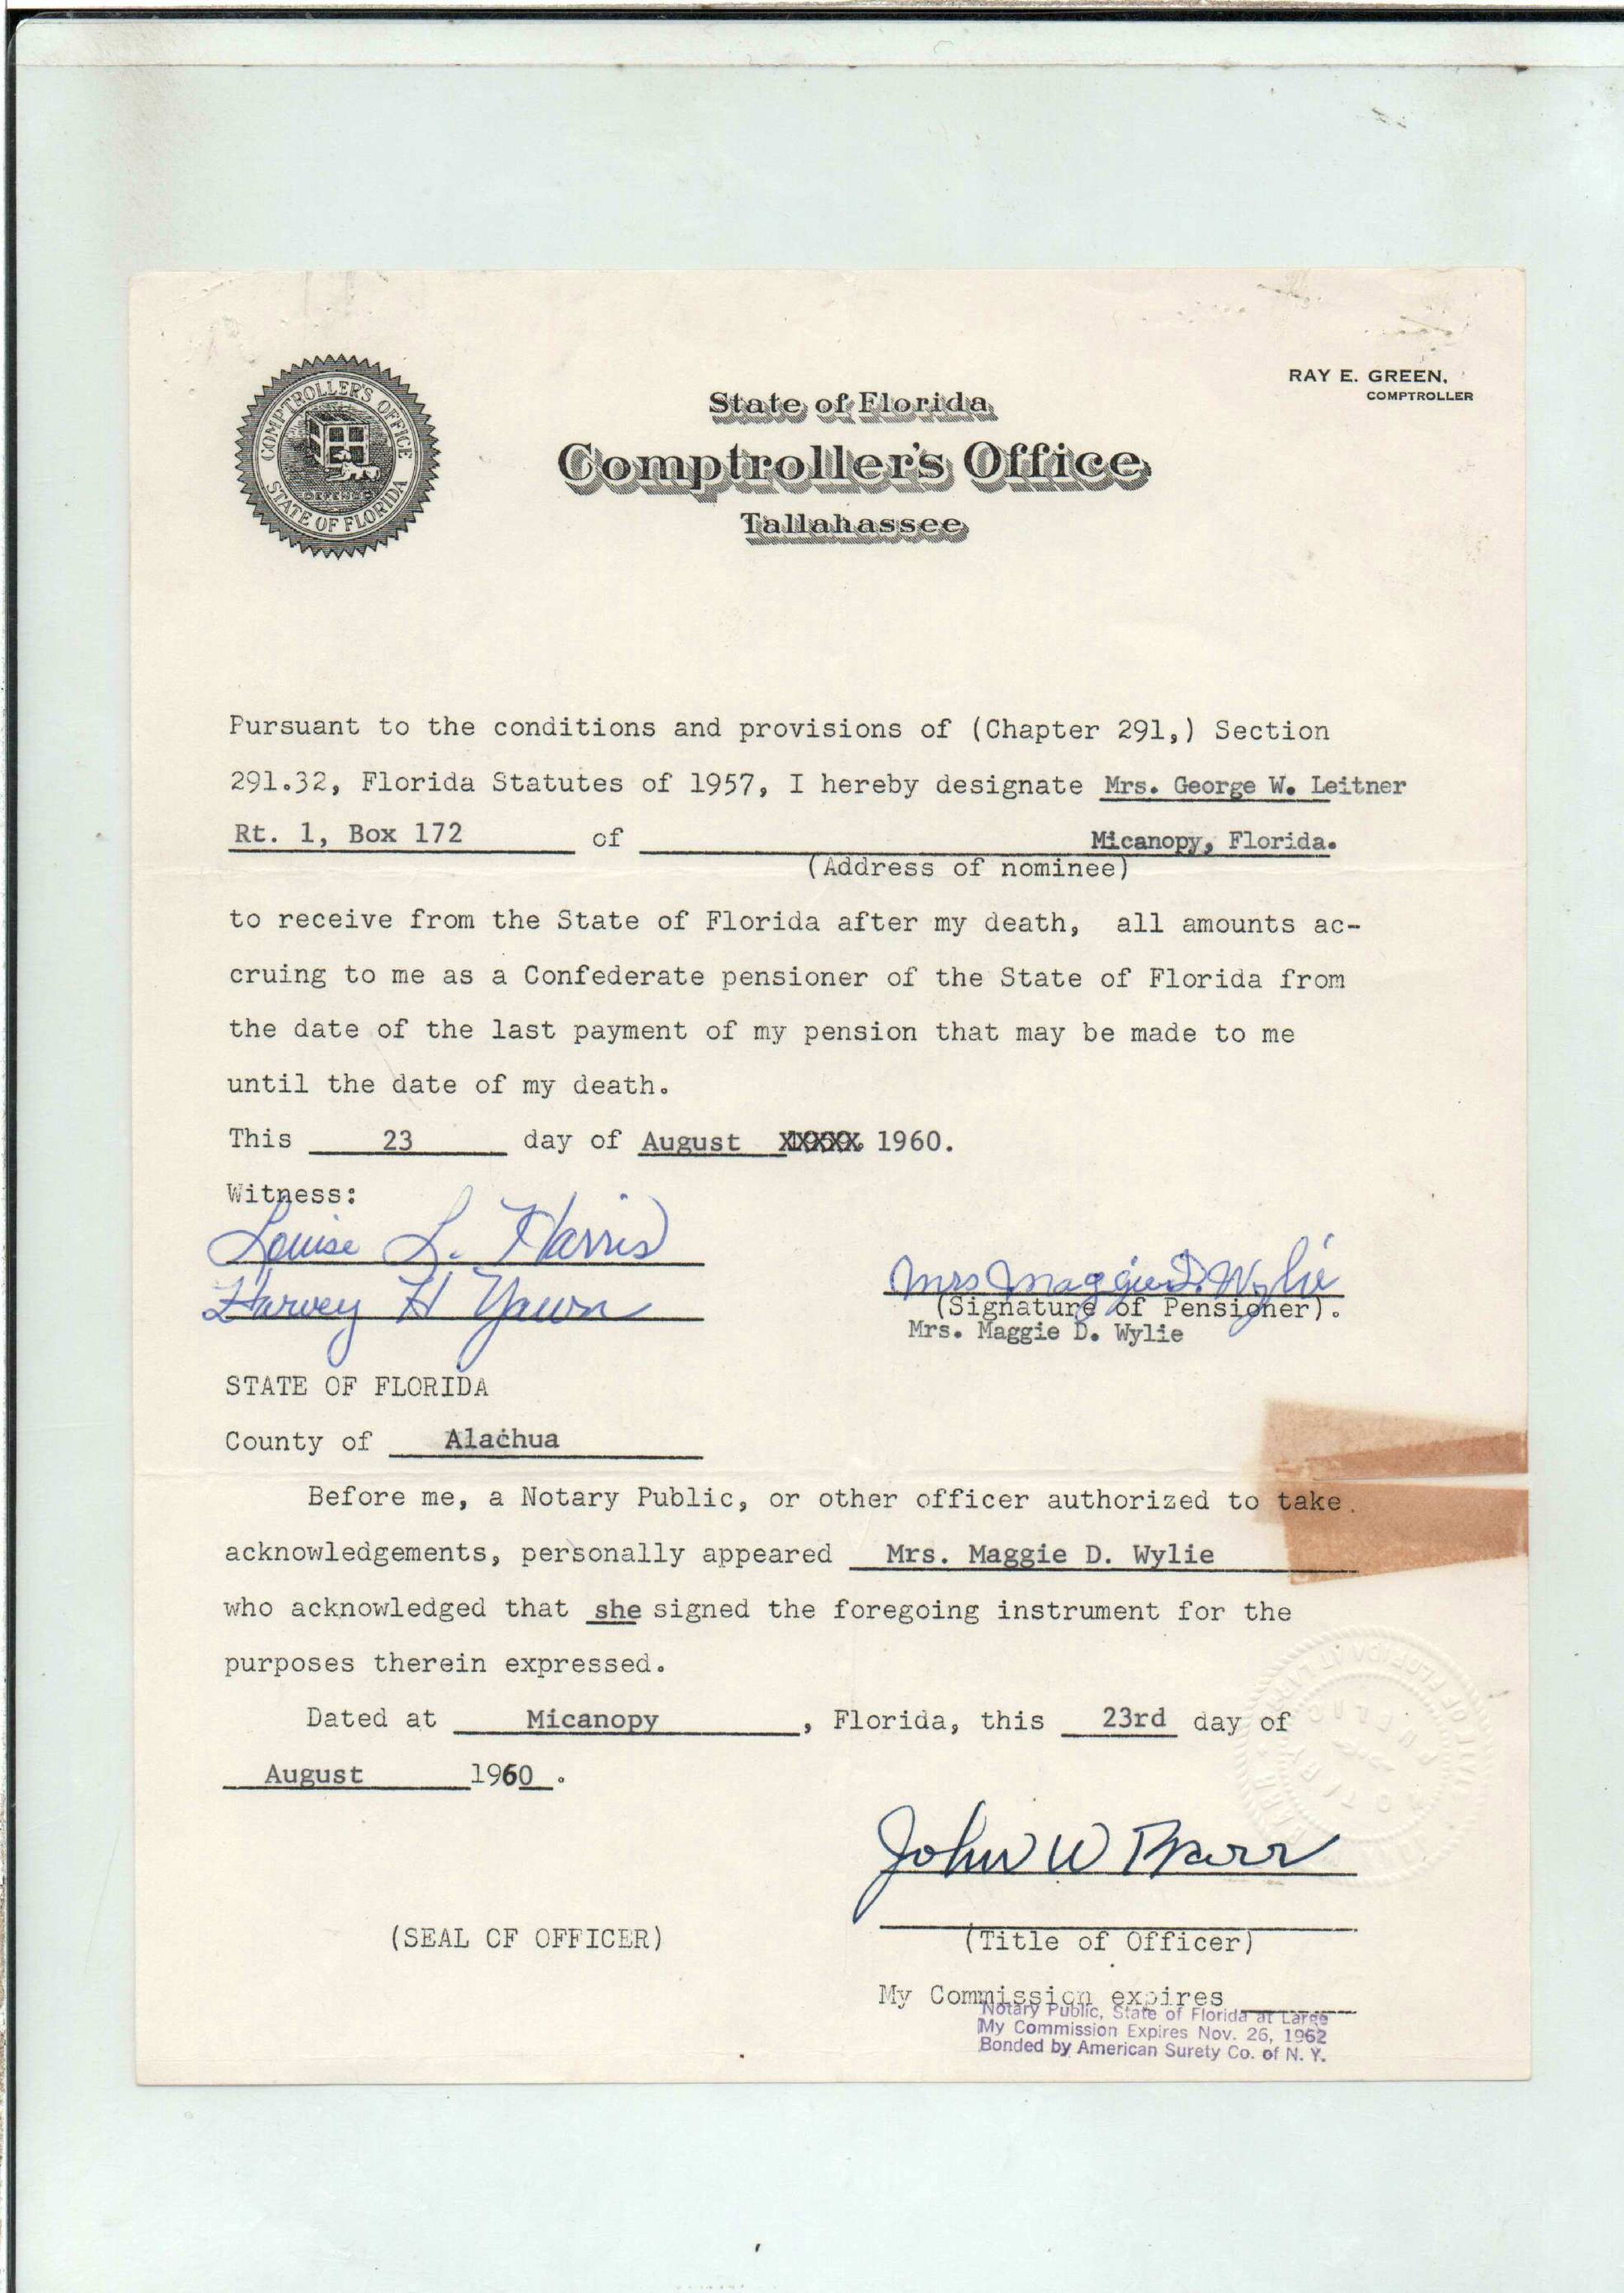 COMPTROLLER'S OFFICE
STATE OF FLORIDA
RAY E. GREEN,
COMPTROLLER
State of Florida
Comptroller's Office
Tallahassee
Pursuant to the conditions and provisions of (Chapter 291,) Section
291.32, Florida Statutes of 1957, I hereby designate Mrs. George W. Leitner
Rt. 1, Box 172 of Micanopy, Florida.
(Address of nominee)
to receive from the State of Florida after my death, all amounts ac-
cruing to me as a Confederate pensioner of the State of Florida from
the date of the last payment of my pension that may be made to me
until the date of my death.
This 23 day of August XXXXX 1960.
Witness:
Louise L. Harris
Harvey H Yawn
Mrs Maggie D. Wylie
(Signature of Pensioner).
Mrs. Maggie D. Wylie
STATE OF FLORIDA
County of Alachua
Before me, a Notary Public, or other officer authorized to take
acknowledgements, personally appeared Mrs. Maggie D. Wylie
who acknowledged that she signed the foregoing instrument for the
purposes therein expressed.
Dated at Micanopy, Florida, this 23rd day of
August 1960.
John W
(SEAL OF OFFICER)
(Title of Officer)
My Commission expires
Notary Public, State of Florida at Large
My Commission Expires Nov. 26, 1962
Bonded by American Surety Co. of N. Y.